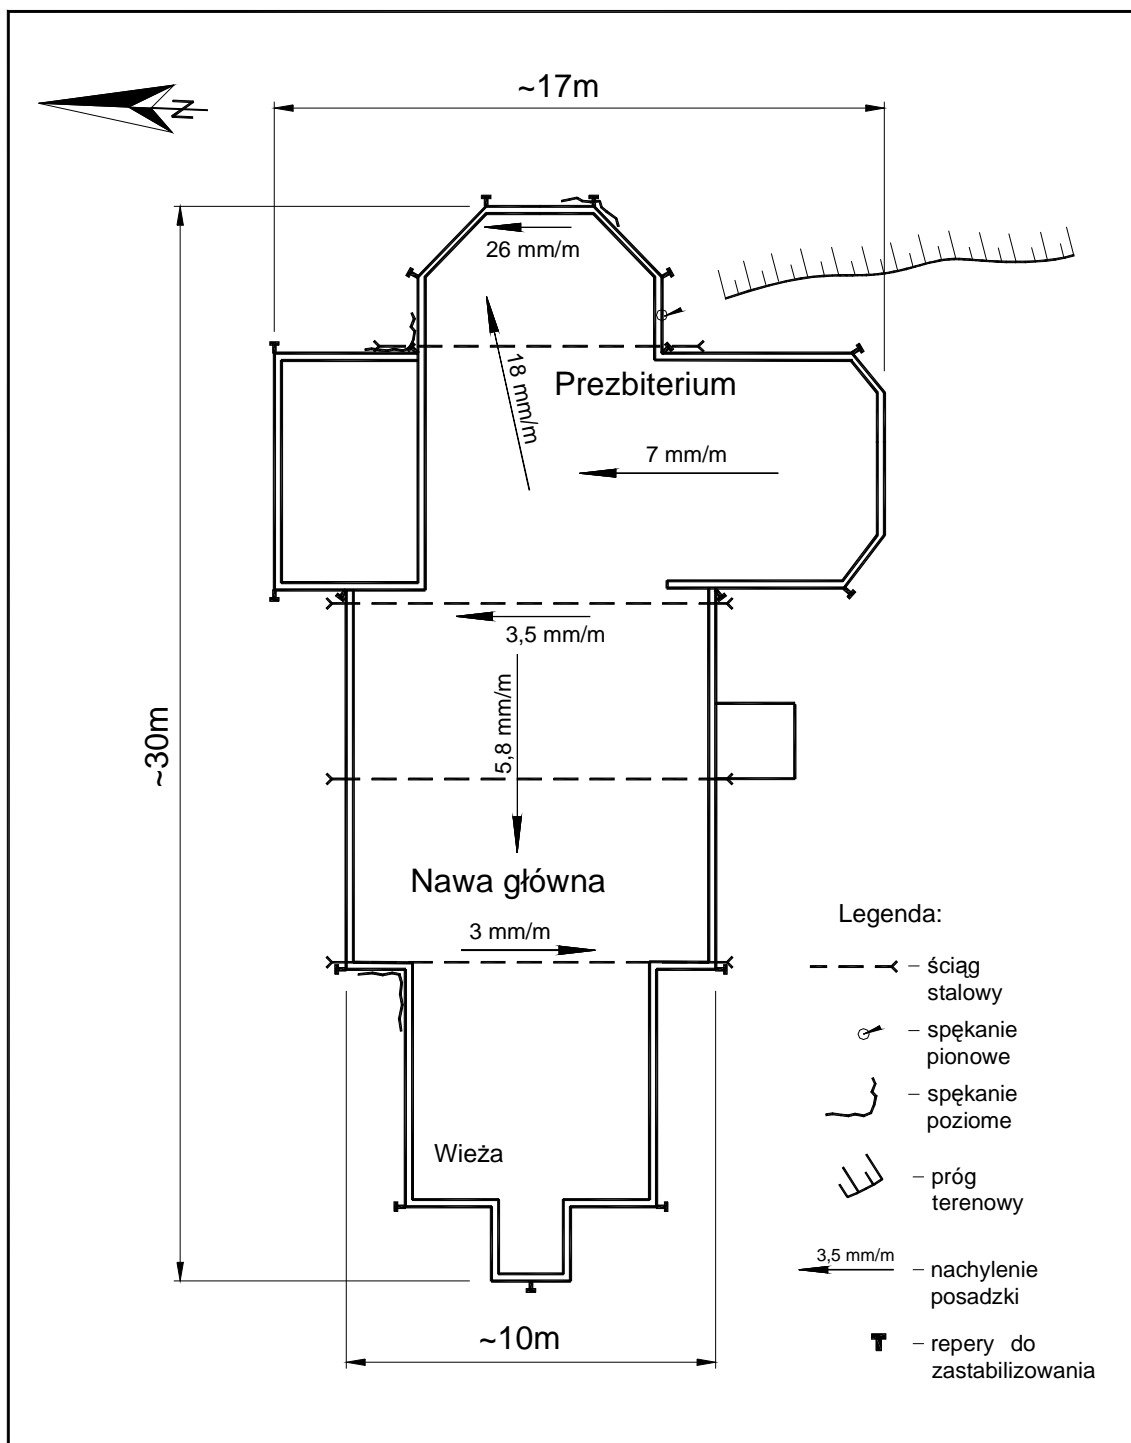 ~17m
N
26 mm/m
18 mm/m
Prezbiterium
7 mm/m
3,5 mm/m
5,8 mm/m
~30m
Nawa główna
3 mm/m
Wieża
~10m
Legenda:
– ściąg
stalowy
– spękanie
pionowe
– spękanie
poziome
– próg
terenowy
3,5 mm/m
– nachylenie
posadzki
– repery do
zastabilizowania